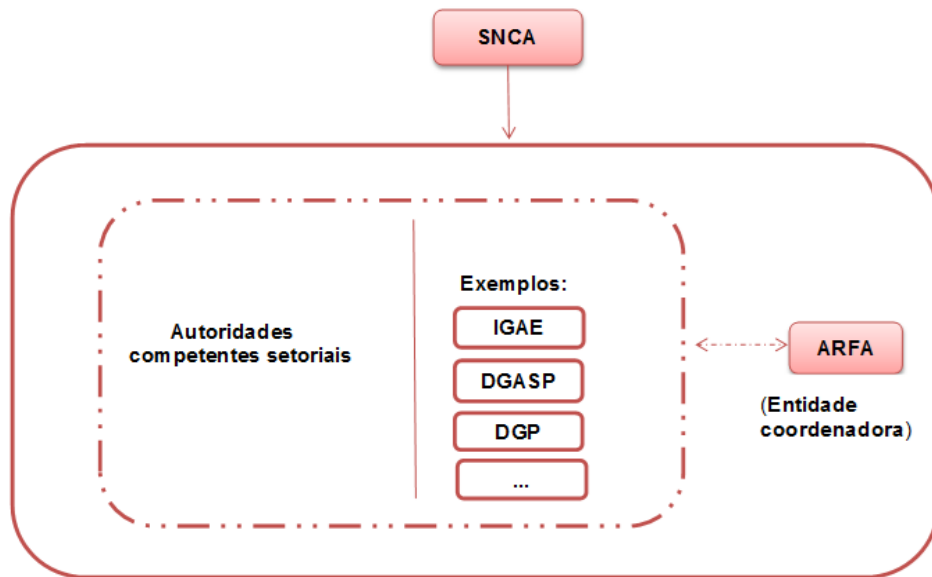 SNCA
Autoridades
competentes setoriais
Exemplos:
IGAE
DGASP
DGP
...
ARFA
(Entidade
coordenadora)